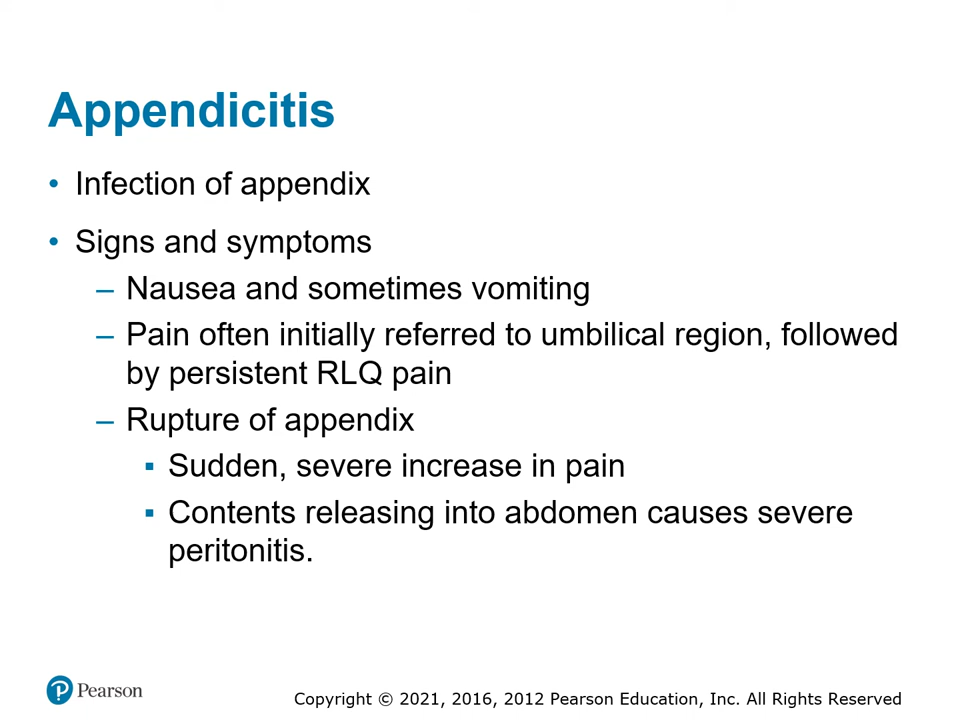 Appendicitis
• Infection of appendix
• Signs and symptoms
– Nausea and sometimes vomiting
– Pain often initially referred to umbilical region, followed
by persistent RLQ pain
– Rupture of appendix
▪ Sudden, severe increase in pain
▪ Contents releasing into abdomen causes severe
peritonitis.
Pearson
Copyright © 2021, 2016, 2012 Pearson Education, Inc. All Rights Reserved